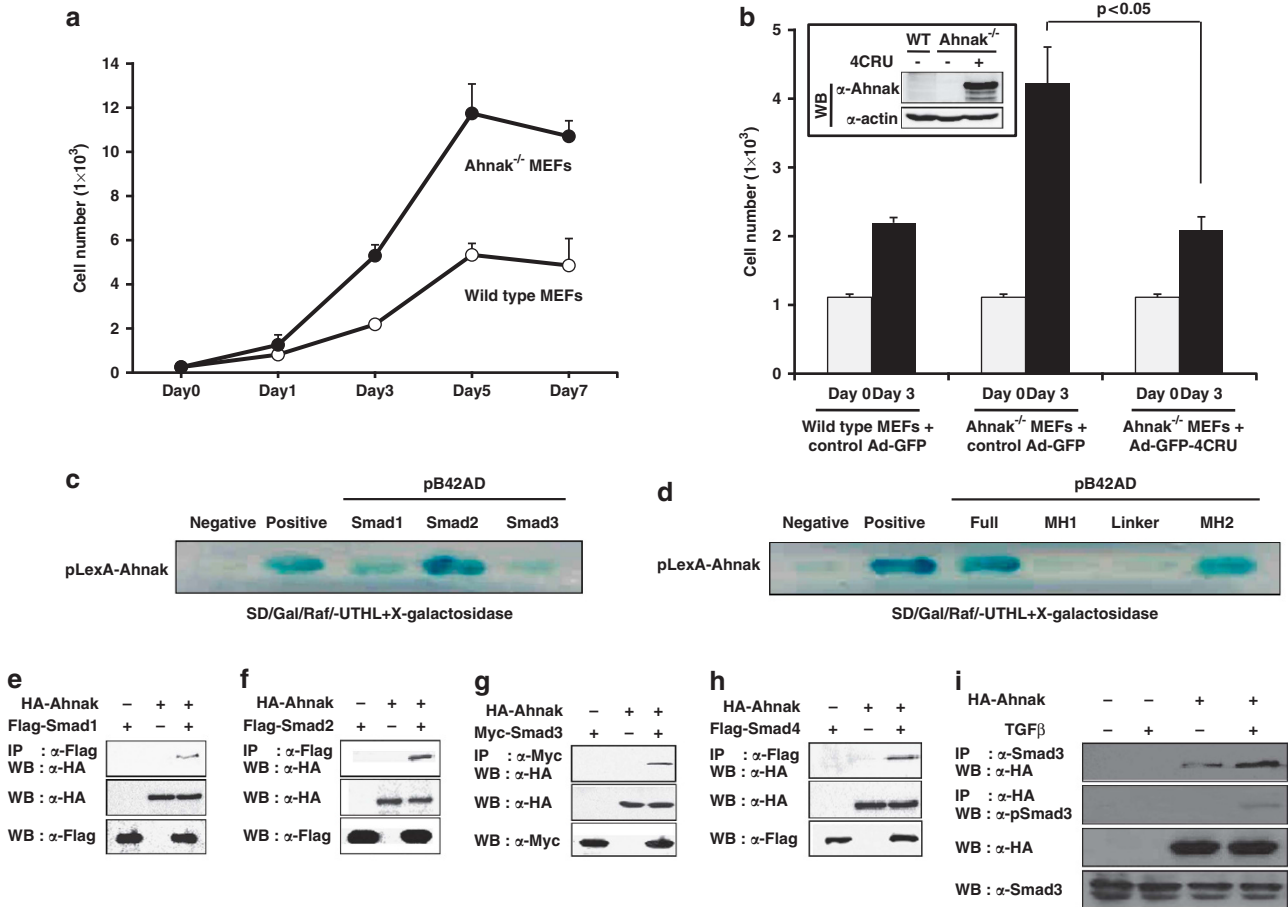 a
14
12
10
8
6
4
2
0
Cell number (1×10³)
Ahnak⁻/⁻ MEFs
Wild type MEFs
Day0 Day1 Day3 Day5 Day7
b
p<0.05
5
4
3
2
1
0
Cell number (1×10³)
WT Ahnak⁻/⁻
4CRU - - +
WB
α-Ahnak
α-actin
Day 0 Day 3 Day 0 Day 3 Day 0 Day 3
Wild type MEFs + control Ad-GFP
Ahnak⁻/⁻ MEFs + control Ad-GFP
Ahnak⁻/⁻ MEFs + Ad-GFP-4CRU
c
pB42AD
Negative Positive Smad1 Smad2 Smad3
pLexA-Ahnak
SD/Gal/Raf/-UTHL+X-galactosidase
d
pB42AD
Negative Positive Full MH1 Linker MH2
pLexA-Ahnak
SD/Gal/Raf/-UTHL+X-galactosidase
e
HA-Ahnak – + +
Flag-Smad1 + – +
IP : α-Flag
WB : α-HA
WB : α-HA
WB : α-Flag
f
HA-Ahnak – + +
Flag-Smad2 + – +
IP : α-Flag
WB : α-HA
WB : α-HA
WB : α-Flag
g
HA-Ahnak – + +
Myc-Smad3 + – +
IP : α-Myc
WB : α-HA
WB : α-HA
WB : α-Myc
h
HA-Ahnak – + +
Flag-Smad4 + – +
IP : α-Flag
WB : α-HA
WB : α-HA
WB : α-Flag
i
HA-Ahnak – – + +
TGFβ – + – +
IP : α-Smad3
WB : α-HA
IP : α-HA
WB : α-pSmad3
WB : α-HA
WB : α-Smad3